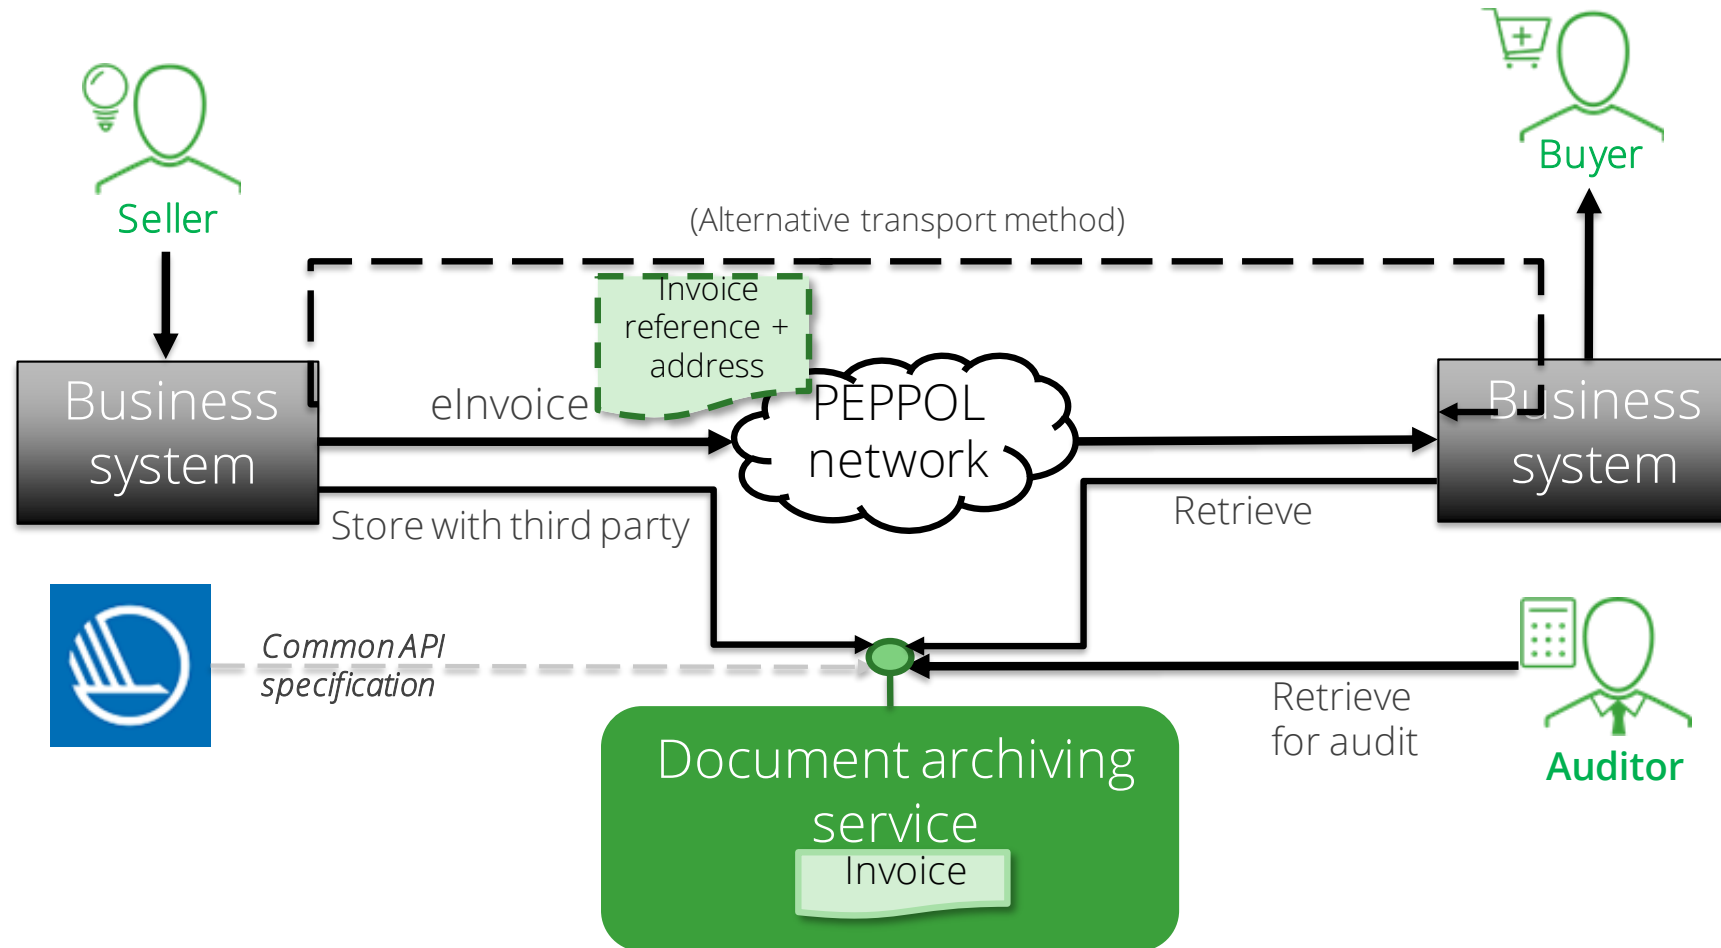 Buyer
Seller
(Alternative transport method)
Invoice
reference +
address
Business
system
eInvoice
PEPPOL
network
Business
system
Store with third party
Retrieve
Common API
specification
Retrieve
for audit
Auditor
Document archiving
service
Invoice